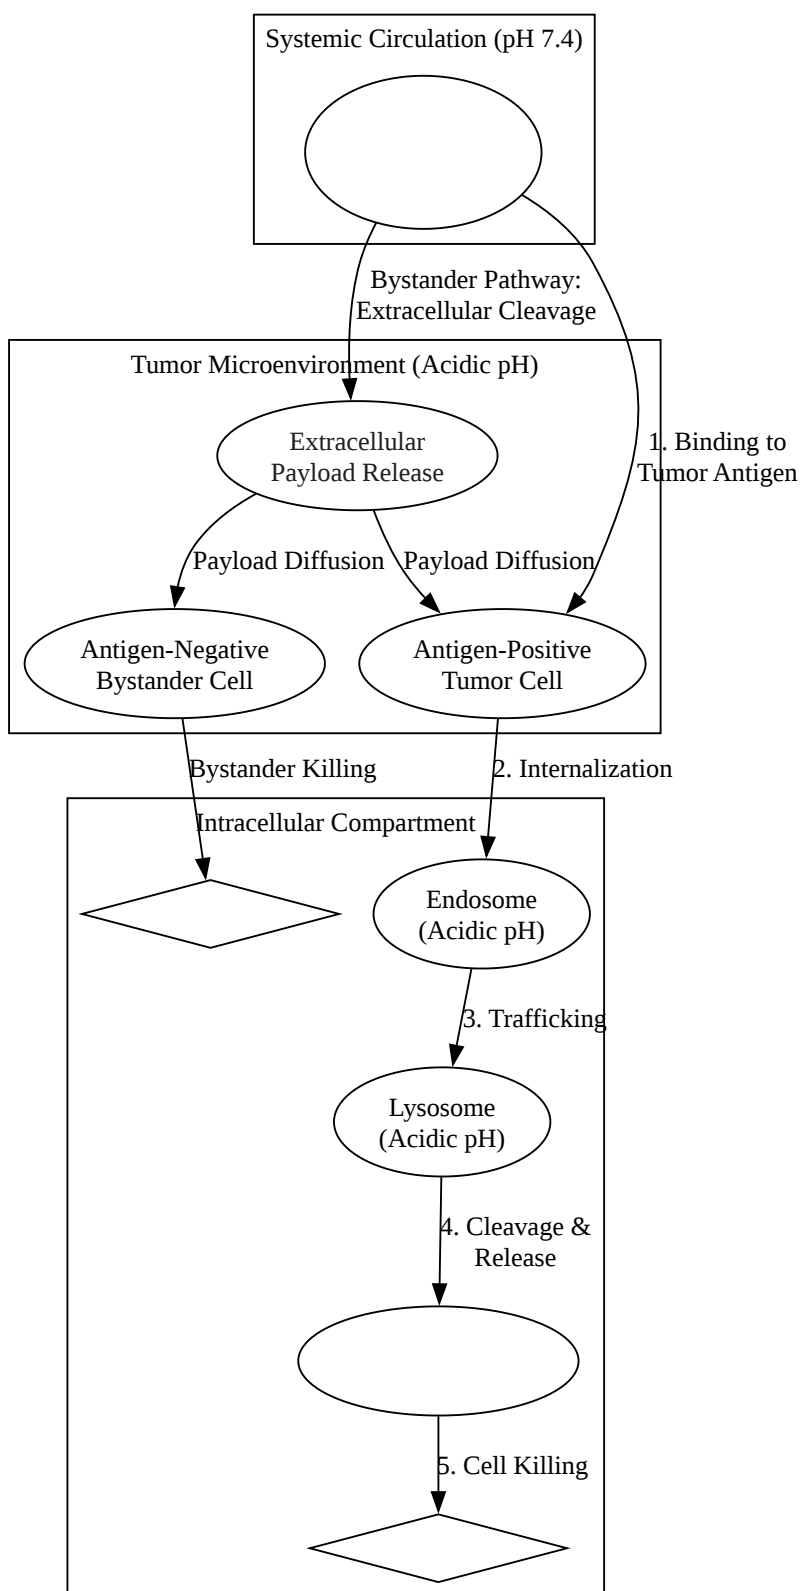 Systemic Circulation (pH 7.4)
Bystander Pathway:
Extracellular Cleavage
Tumor Microenvironment (Acidic pH)
Extracellular
Payload Release
1. Binding to
Tumor Antigen
Payload Diffusion
Payload Diffusion
Antigen-Negative
Bystander Cell
Antigen-Positive
Tumor Cell
Bystander Killing
2. Internalization
Intracellular Compartment
Endosome
(Acidic pH)
3. Trafficking
Lysosome
(Acidic pH)
4. Cleavage &
Release
5. Cell Killing